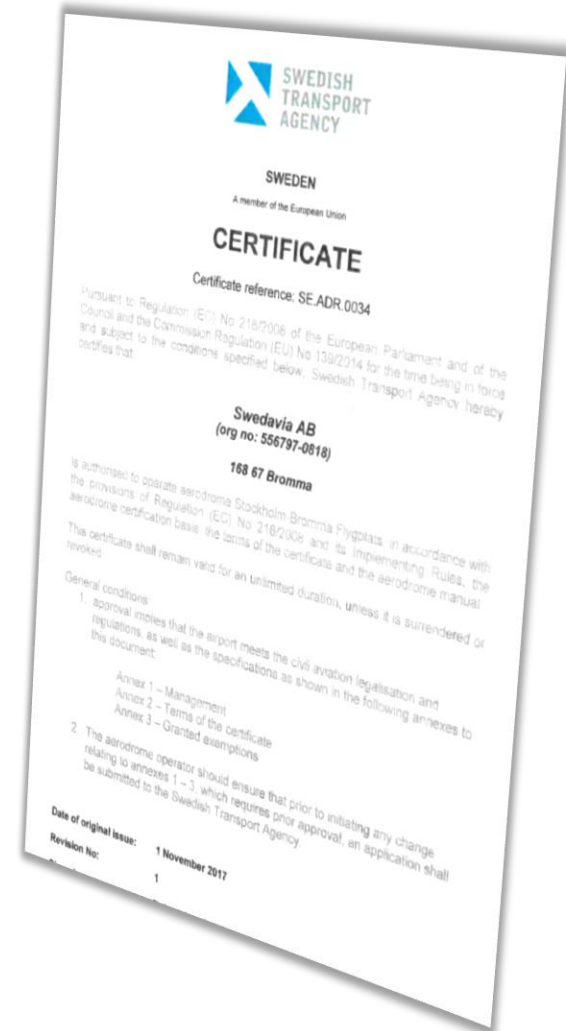 SWEDISH
TRANSPORT
AGENCY
SWEDEN
A member of the European Union
CERTIFICATE
Certificate reference: SE.ADR.0034
Pursuant to Regulation (EC) No 216/2008 of the European Parliament and of the
Council and the Commission Regulation (EU) No 139/2014 for the time being in force
and subject to the conditions specified below, Swedish Transport Agency hereby
certifies that
Swedavia AB
(org no: 556797-0818)
168 67 Bromma
is authorised to operate aerodrome Stockholm-Bromma Flygplats, in accordance with
the provisions of Regulation (EC) No 216/2008 and its Implementing Rules, the
aerodrome certification basis, the terms of the certificate and the aerodrome manual
This certificate shall remain valid for an unlimited duration, unless it is surrendered or
revoked
General conditions
1. approval implies that the airport meets the civil aviation legalisation and
regulations, as well as the specifications as shown in the following annexes to
this document:
Annex 1 – Management
Annex 2 – Terms of the certificate
Annex 3 – Granted exemptions
2. The aerodrome operator should ensure that prior to initiating any change
relating to annexes 1 – 3, which requires prior approval, an application shall
be submitted to the Swedish Transport Agency
Date of original issue: 1 November 2017
Revision No: 1